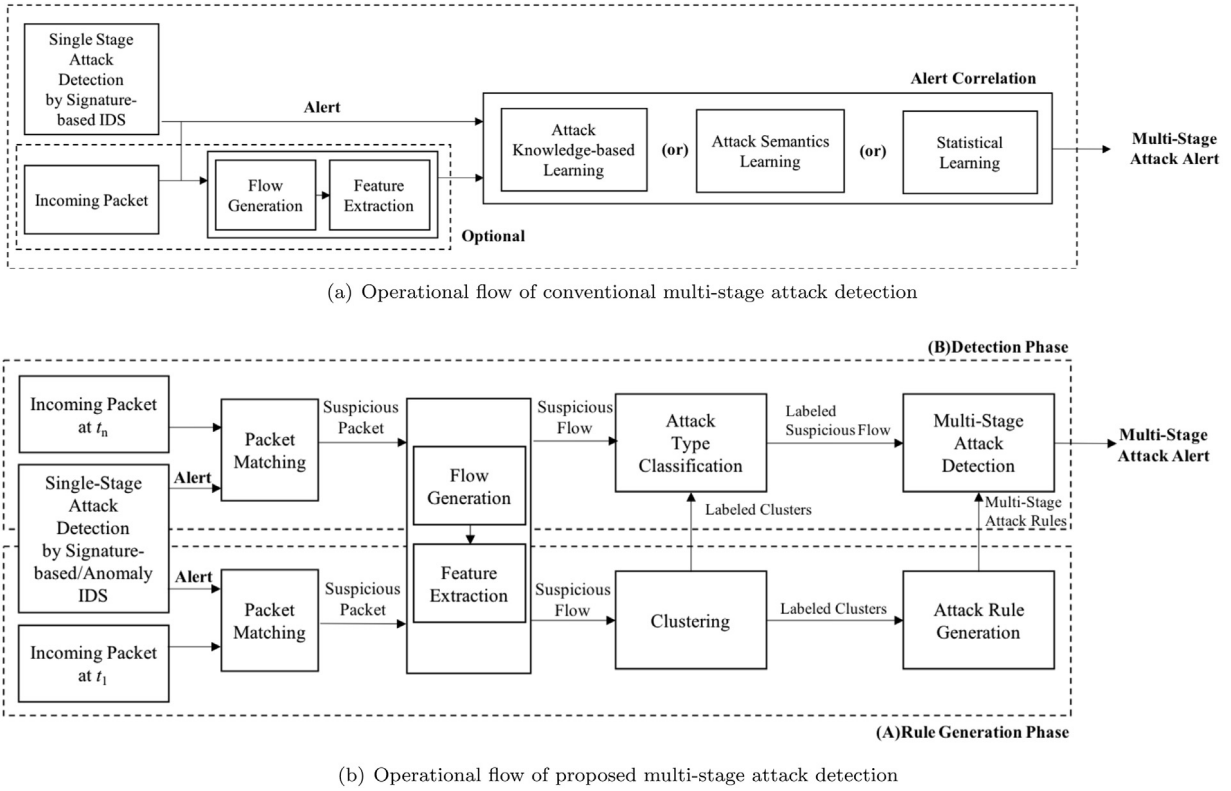 Single Stage
Attack
Detection
by Signature-
based IDS
Alert
Alert Correlation
Attack
Knowledge-based
Learning
(or)
Attack Semantics
Learning
(or)
Statistical
Learning
Multi-Stage
Attack Alert
Incoming Packet
Flow
Generation
Feature
Extraction
Optional
(a) Operational flow of conventional multi-stage attack detection
(B)Detection Phase
Incoming Packet
at tn
Single-Stage
Attack
Detection
by Signature-
based/Anomaly
IDS
Incoming Packet
at t1
Alert
Alert
Packet
Matching
Packet
Matching
Suspicious
Packet
Suspicious
Packet
Flow
Generation
Feature
Extraction
Suspicious
Flow
Suspicious
Flow
Attack
Type
Classification
Labeled Clusters
Clustering
Labeled
Suspicious Flow
Labeled Clusters
Multi-Stage
Attack
Detection
Multi-Stage
Attack Rules
Attack Rule
Generation
Multi-Stage
Attack Alert
(A)Rule Generation Phase
(b) Operational flow of proposed multi-stage attack detection